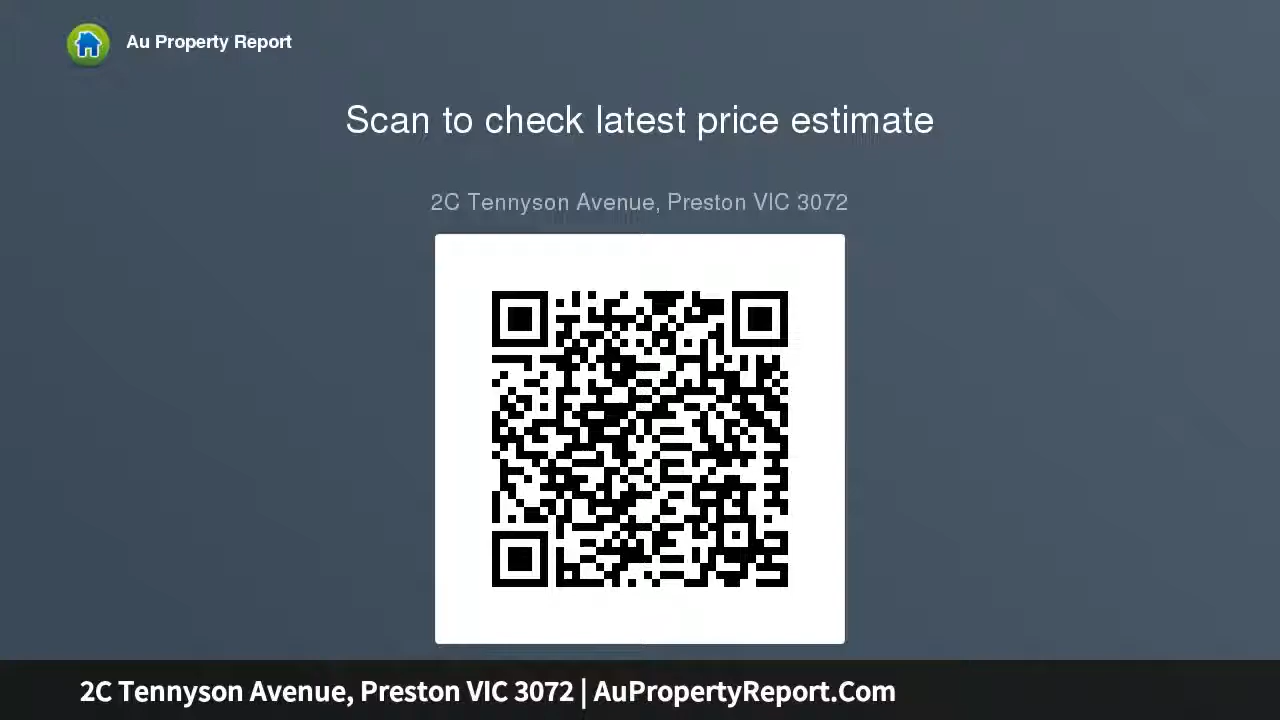 Au Property Report
Scan to check latest price estimate
2C Tennyson Avenue, Preston VIC 3072
2C Tennyson Avenue, Preston VIC 3072 | AuPropertyReport.Com